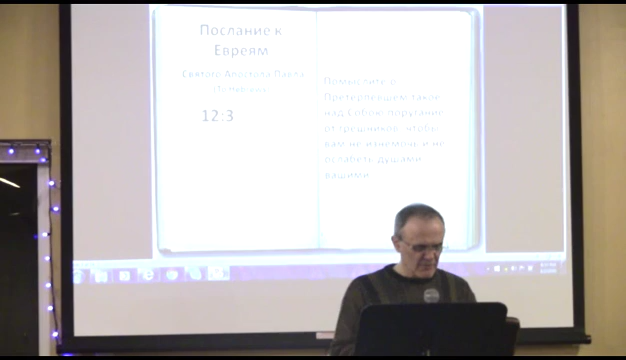 Послание к
Евреям
Святого Апостола Павла
12:3
Помыслите о
Претерпевшем такое
над Собою поругание
от грешников, чтобы
вам не изнемочь и не
ослабеть душами
вашими.